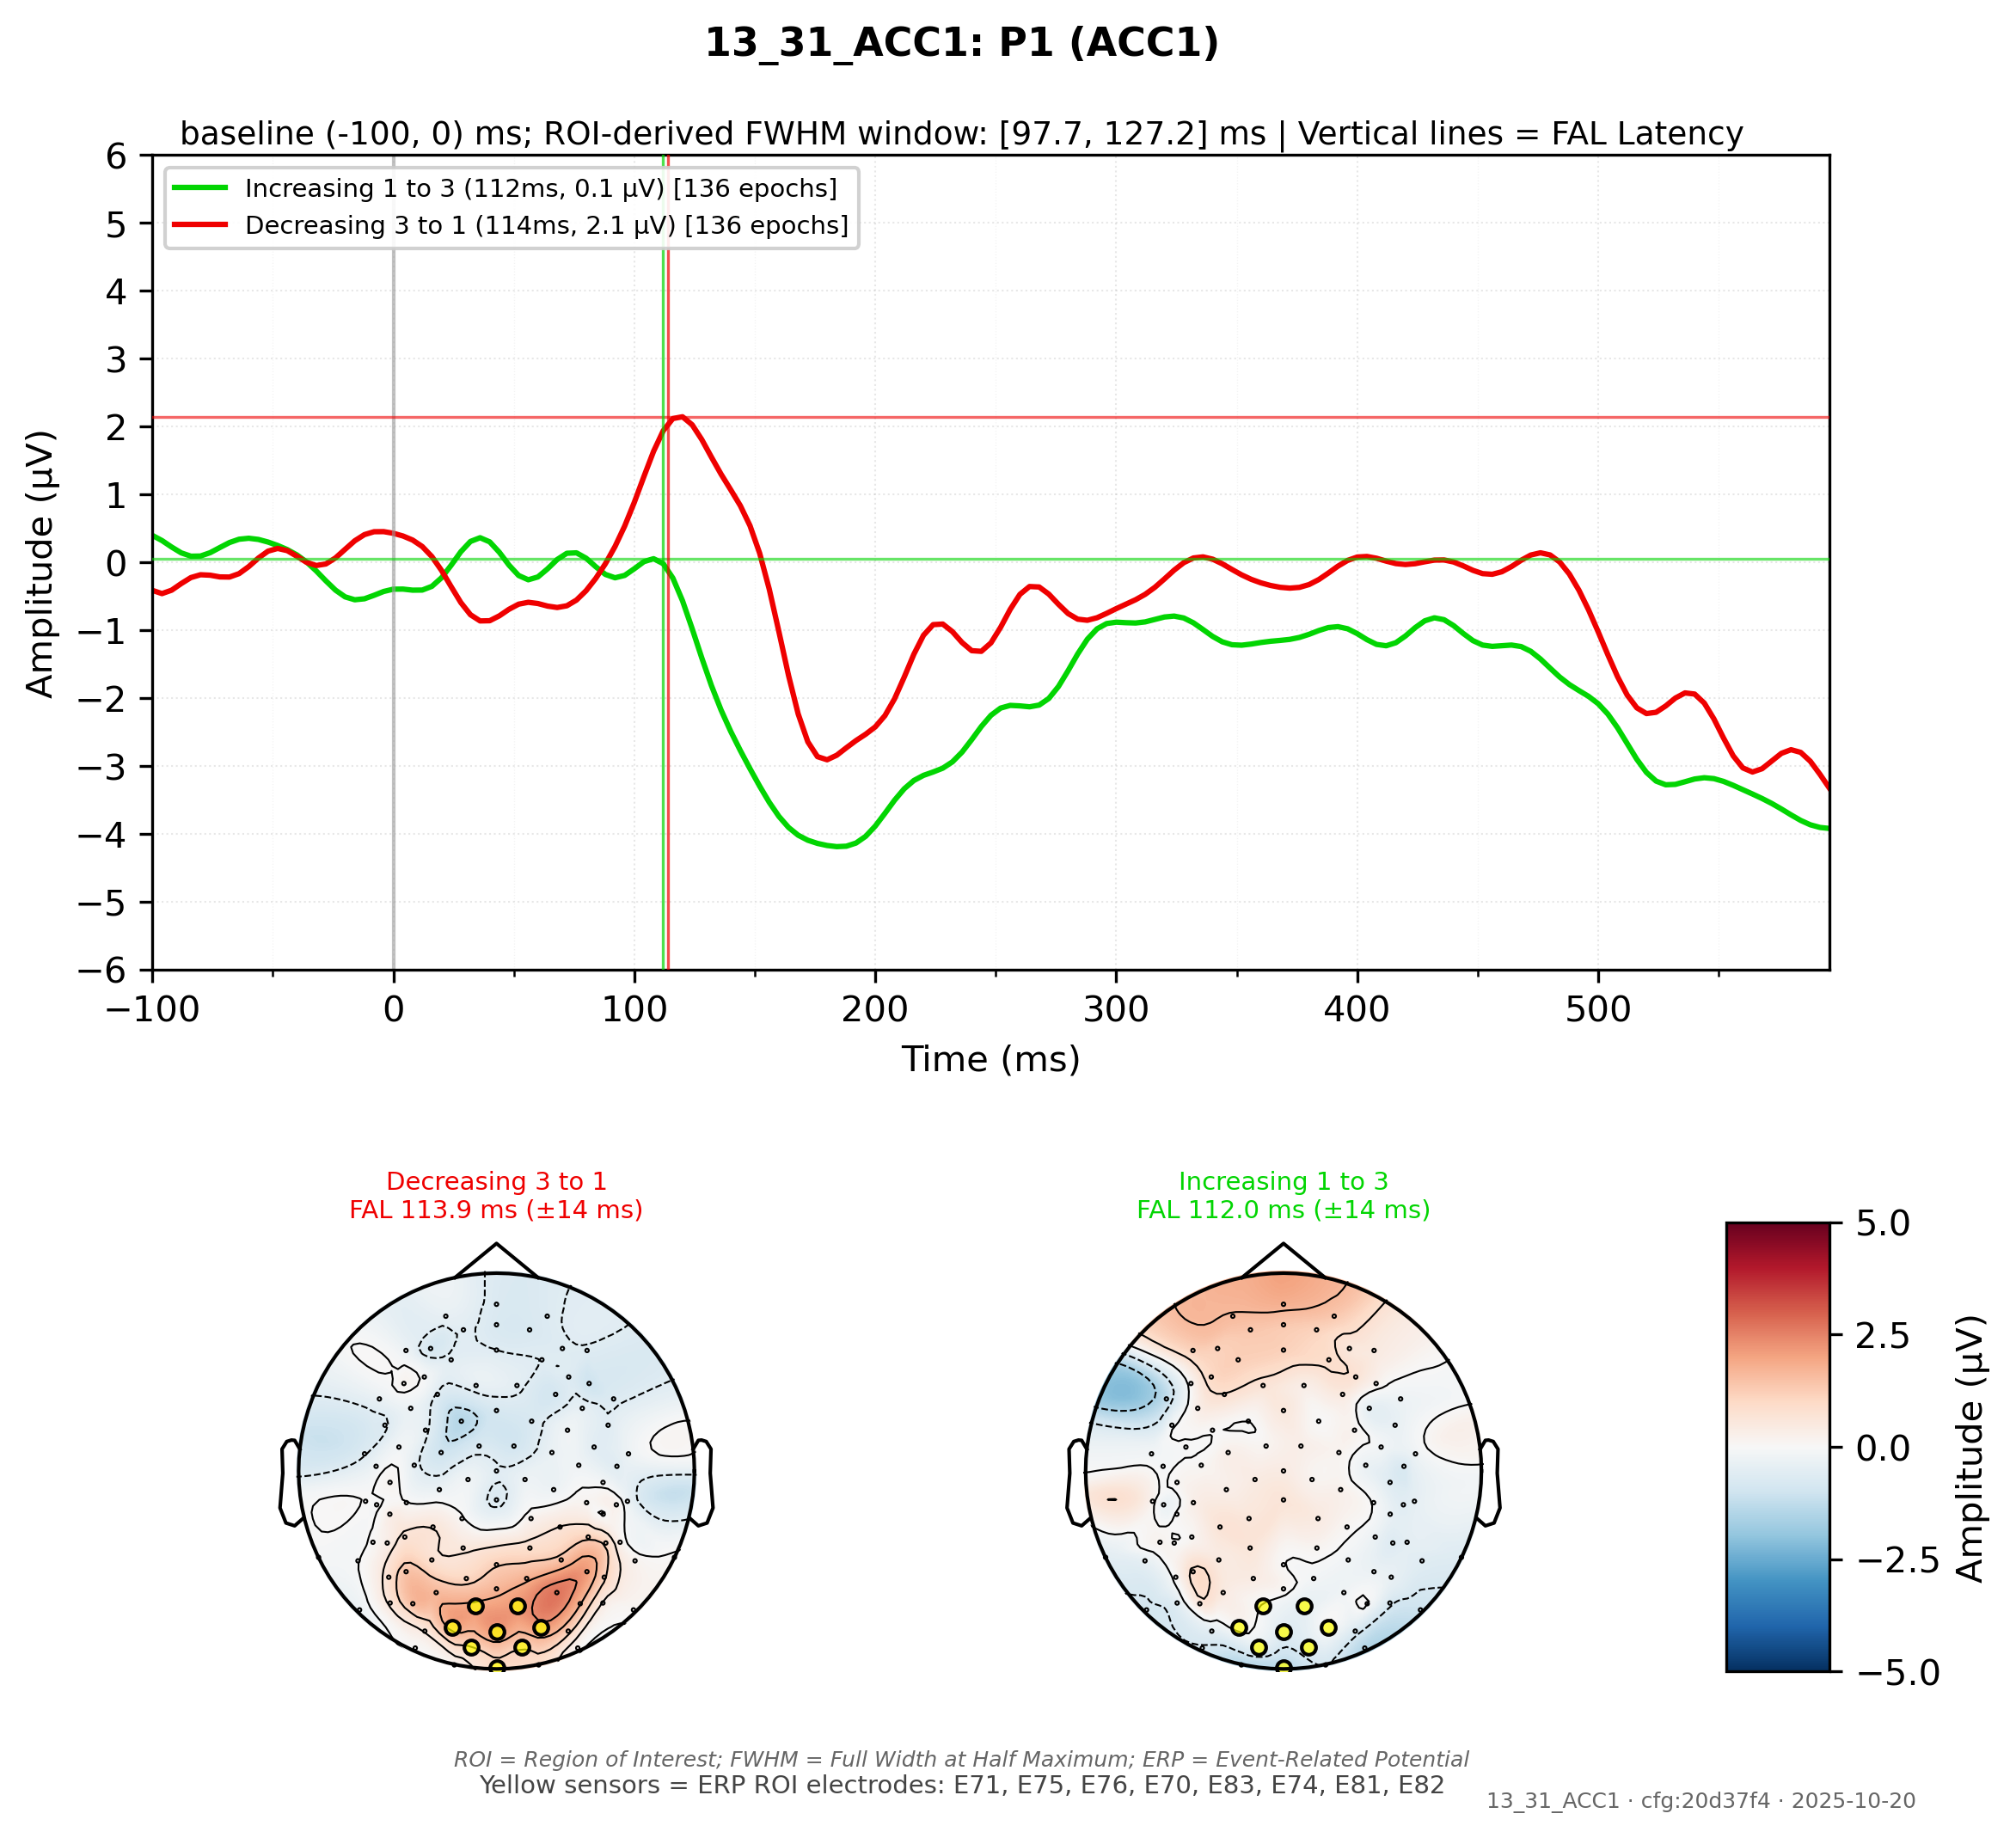 13_31_ACC1: P1 (ACC1)
baseline (-100, 0) ms; ROI-derived FWHM window: [97.7, 127.2] ms | Vertical lines = FAL Latency
Increasing 1 to 3 (112ms, 0.1 µV) [136 epochs]
Decreasing 3 to 1 (114ms, 2.1 µV) [136 epochs]
6
5
4
3
2
1
0
−1
−2
−3
−4
−5
−6
Amplitude (µV)
−100
0
100
200
300
400
500
Time (ms)
Decreasing 3 to 1
FAL 113.9 ms (±14 ms)
Increasing 1 to 3
FAL 112.0 ms (±14 ms)
5.0
2.5
0.0
−2.5
−5.0
Amplitude (µV)
ROI = Region of Interest; FWHM = Full Width at Half Maximum; ERP = Event-Related Potential
Yellow sensors = ERP ROI electrodes: E71, E75, E76, E70, E83, E74, E81, E82
13_31_ACC1 · cfg:20d37f4 · 2025-10-20